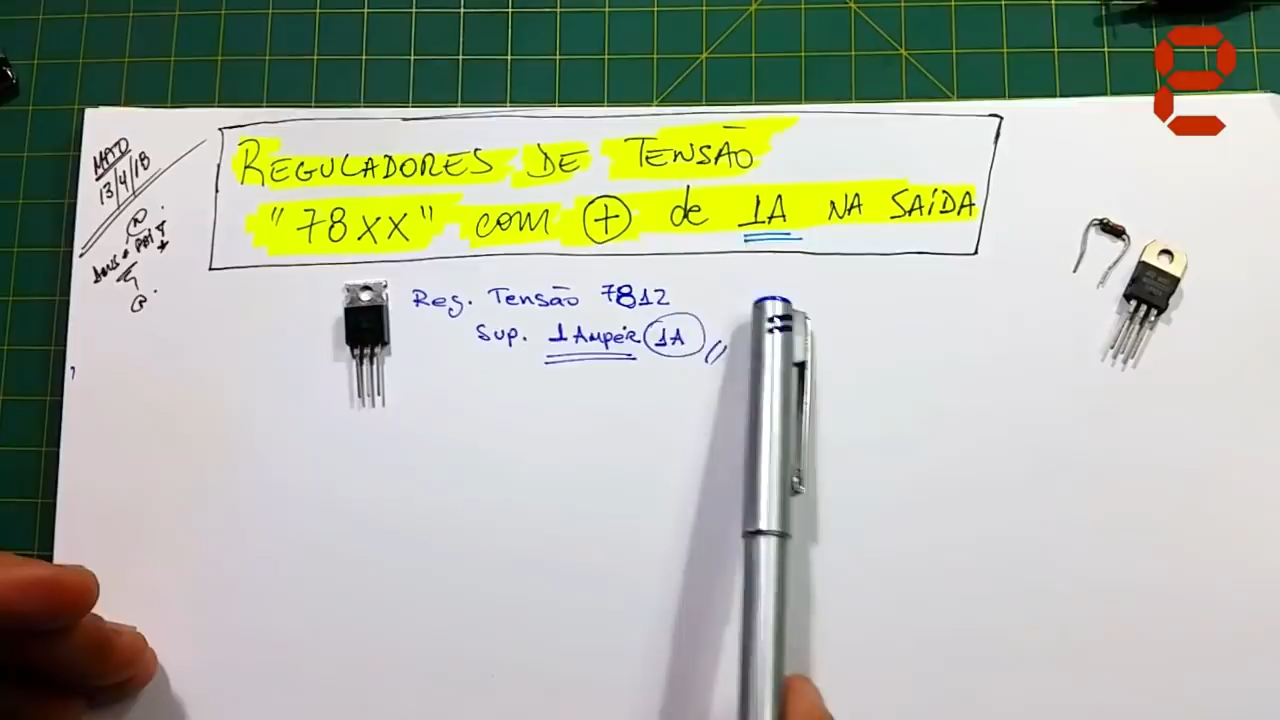 REGULADORES DE TENSÃO
"78XX" com + de 1A NA SAÍDA
13/4/18
Reg. Tensão 7812
Sup. 1 Ampér 1A